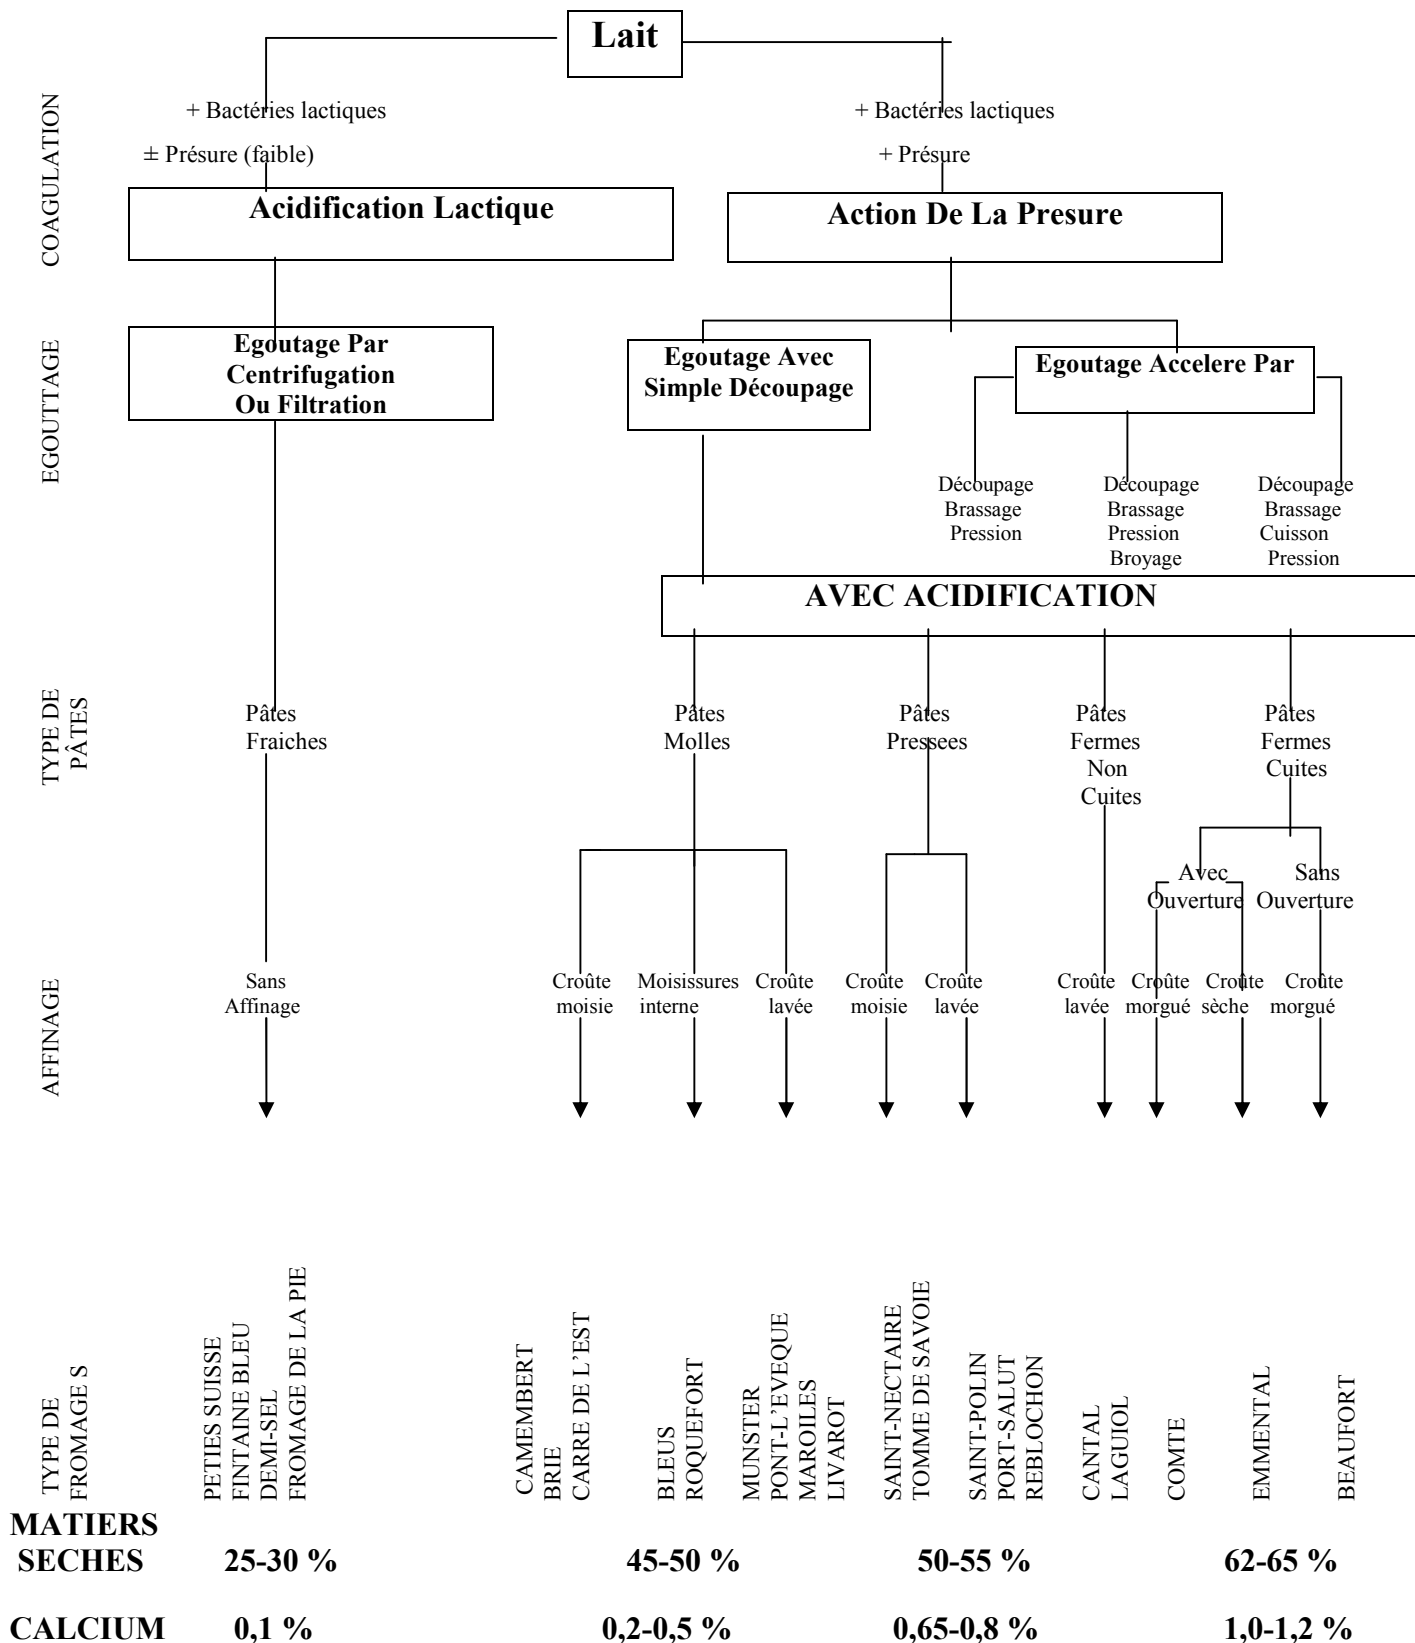 Lait
COAGULATION
+ Bactéries lactiques
± Présure (faible)
+ Bactéries lactiques
+ Présure
Acidification Lactique
Action De La Presure
EGOUTTAGE
Egoutage Par
Centrifugation
Ou Filtration
Egoutage Avec
Simple Découpage
Egoutage Accelere Par
Découpage
Brassage
Pression
Découpage
Brassage
Pression
Broyage
Découpage
Brassage
Cuisson
Pression
AVEC ACIDIFICATION
TYPE DE
PÂTES
Pâtes
Fraiches
Pâtes
Molles
Pâtes
Pressees
Pâtes
Fermes
Non
Cuites
Pâtes
Fermes
Cuites
Avec
Ouverture
Sans
Ouverture
AFFINAGE
Sans
Affinage
Croûte
moisie
Moisissures
interne
Croûte
lavée
Croûte
moisie
Croûte
lavée
Croûte
lavée
Croûte
morgué
Croûte
sèche
Croûte
morgué
TYPE DE
FROMAGE S
PETIES SUISSE
FINTAINE BLEU
DEMI-SEL
FROMAGE DE LA PIE
CAMEMBERT
BRIE
CARRE DE L'EST
BLEUS
ROQUEFORT
MUNSTER
PONT-L'EVEQUE
MAROILES
LIVAROT
SAINT-NECTAIRE
TOMME DE SAVOIE
SAINT-POLIN
PORT-SALUT
REBLOCHON
CANTAL
LAGUIOL
COMTE
EMMENTAL
BEAUFORT
MATIERS
SECHES 25-30 % 45-50 % 50-55 % 62-65 %
CALCIUM 0,1 % 0,2-0,5 % 0,65-0,8 % 1,0-1,2 %